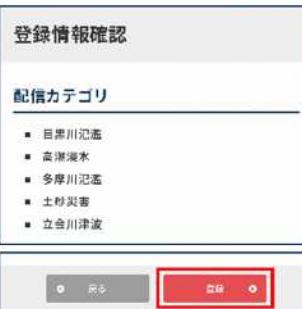 登録情報確認
配信カテゴリ
目黒川氾濫
高潮浸水
多摩川氾濫
土砂災害
立会川津波
戻る
登録